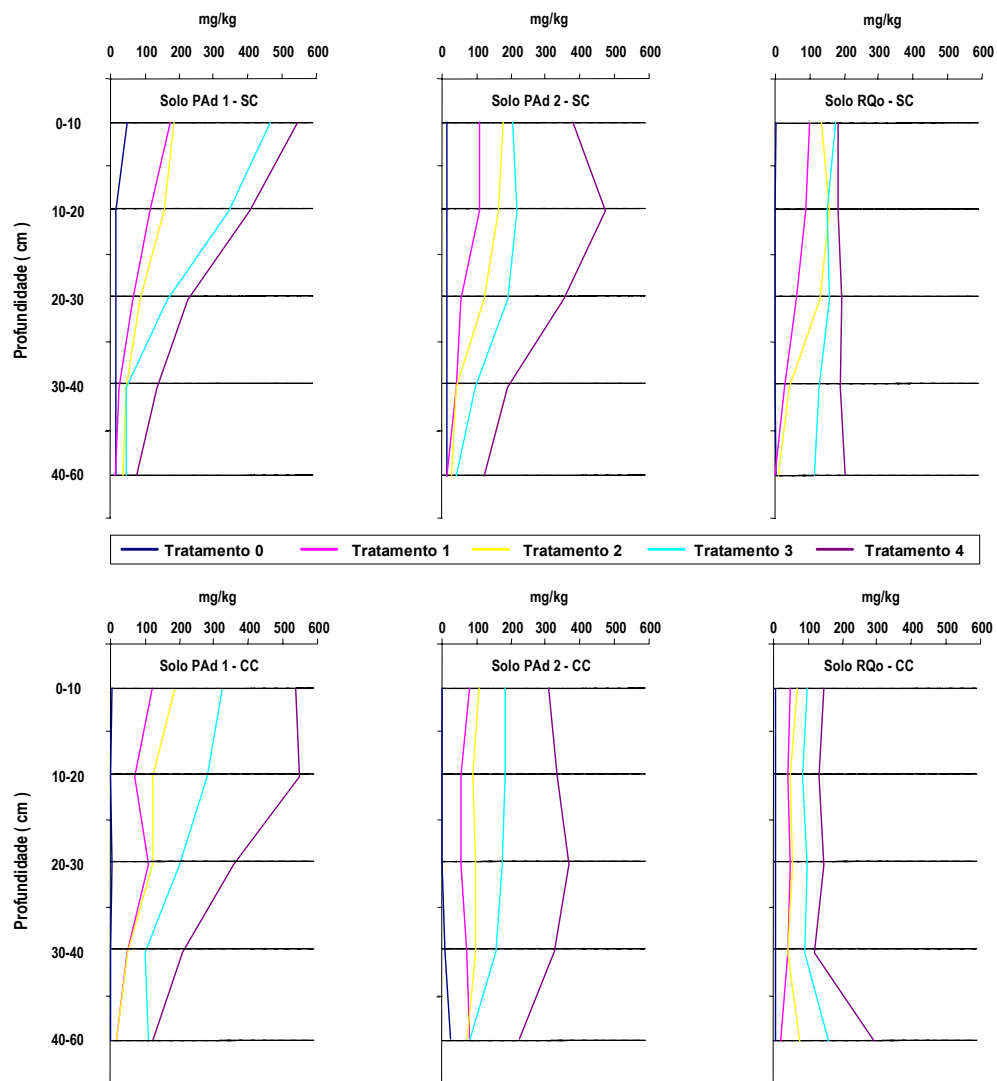 mg/kg mg/kg mg/kg
0 100 200 300 400 500 600 0 100 200 300 400 500 600 0 100 200 300 400 500 600
Solo PAd 1 - SC Solo PAd 2 - SC Solo RQo - SC
0-10
10-20
20-30
30-40
40-60
Profundidade ( cm )
Tratamento 0 Tratamento 1 Tratamento 2 Tratamento 3 Tratamento 4
mg/kg mg/kg mg/kg
0 100 200 300 400 500 600 0 100 200 300 400 500 600 0 100 200 300 400 500 600
Solo PAd 1 - CC Solo PAd 2 - CC Solo RQo - CC
0-10
10-20
20-30
30-40
40-60
Profundidade ( cm )